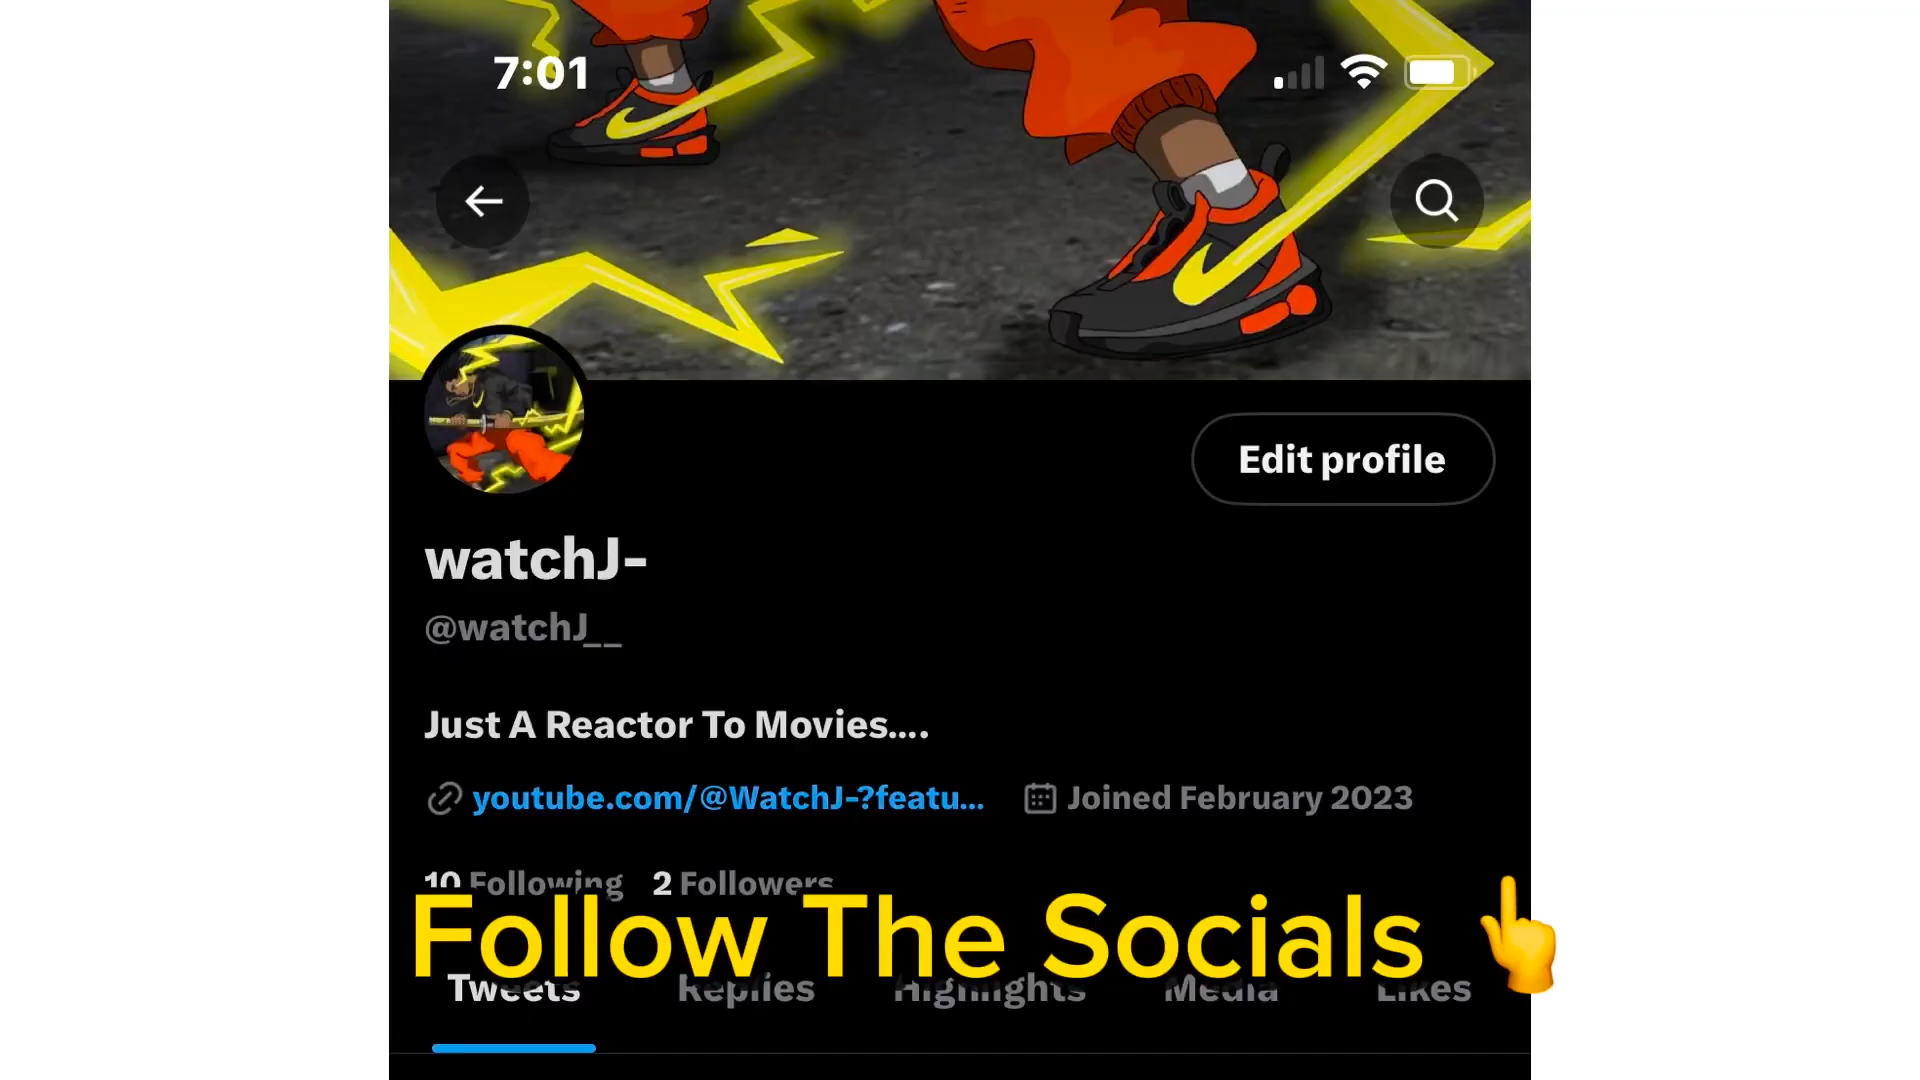 7:01
Edit profile
watchJ-
@watchJ__
Just A Reactor To Movies....
youtube.com/@WatchJ-?featu... Joined February 2023
10 Following 2 Followers
Follow The Socials 👆
Tweets Replies Highlights Media Likes